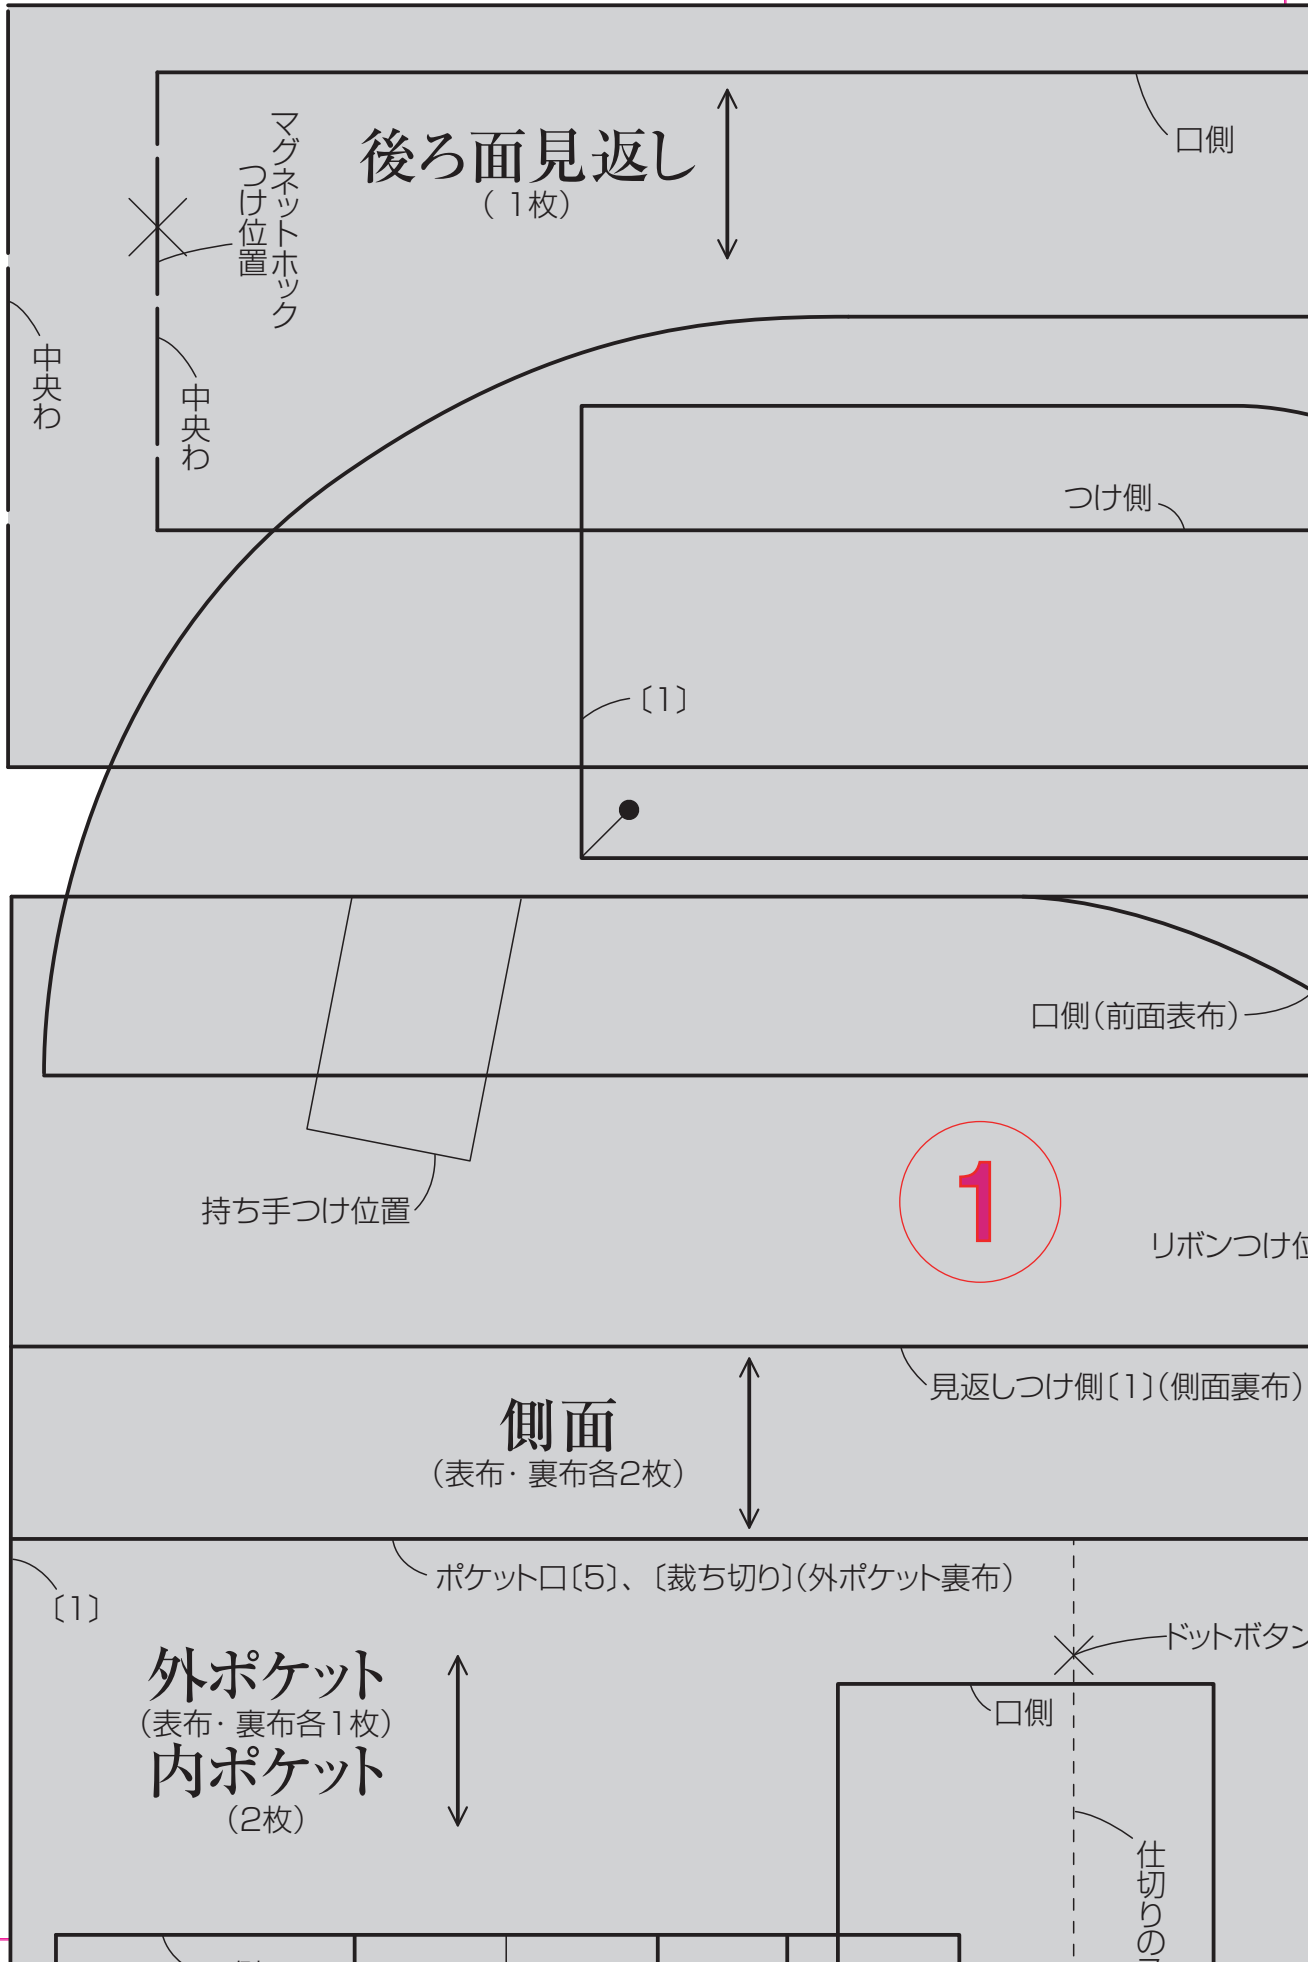 口側
後ろ面見返し
（1枚）
マグネットホック
つけ位置
中央わ
中央わ
つけ側
〔1〕
口側（前面表布）
持ち手つけ位置
1
リボンつけ
見返しつけ側〔1〕（側面裏布）
側面
（表布・裏布各2枚）
ポケット口〔5〕、〔裁ち切り〕（外ポケット裏布）
〔1〕
ドットボタン
外ポケット
（表布・裏布各1枚）
内ポケット
（2枚）
口側
仕切りの